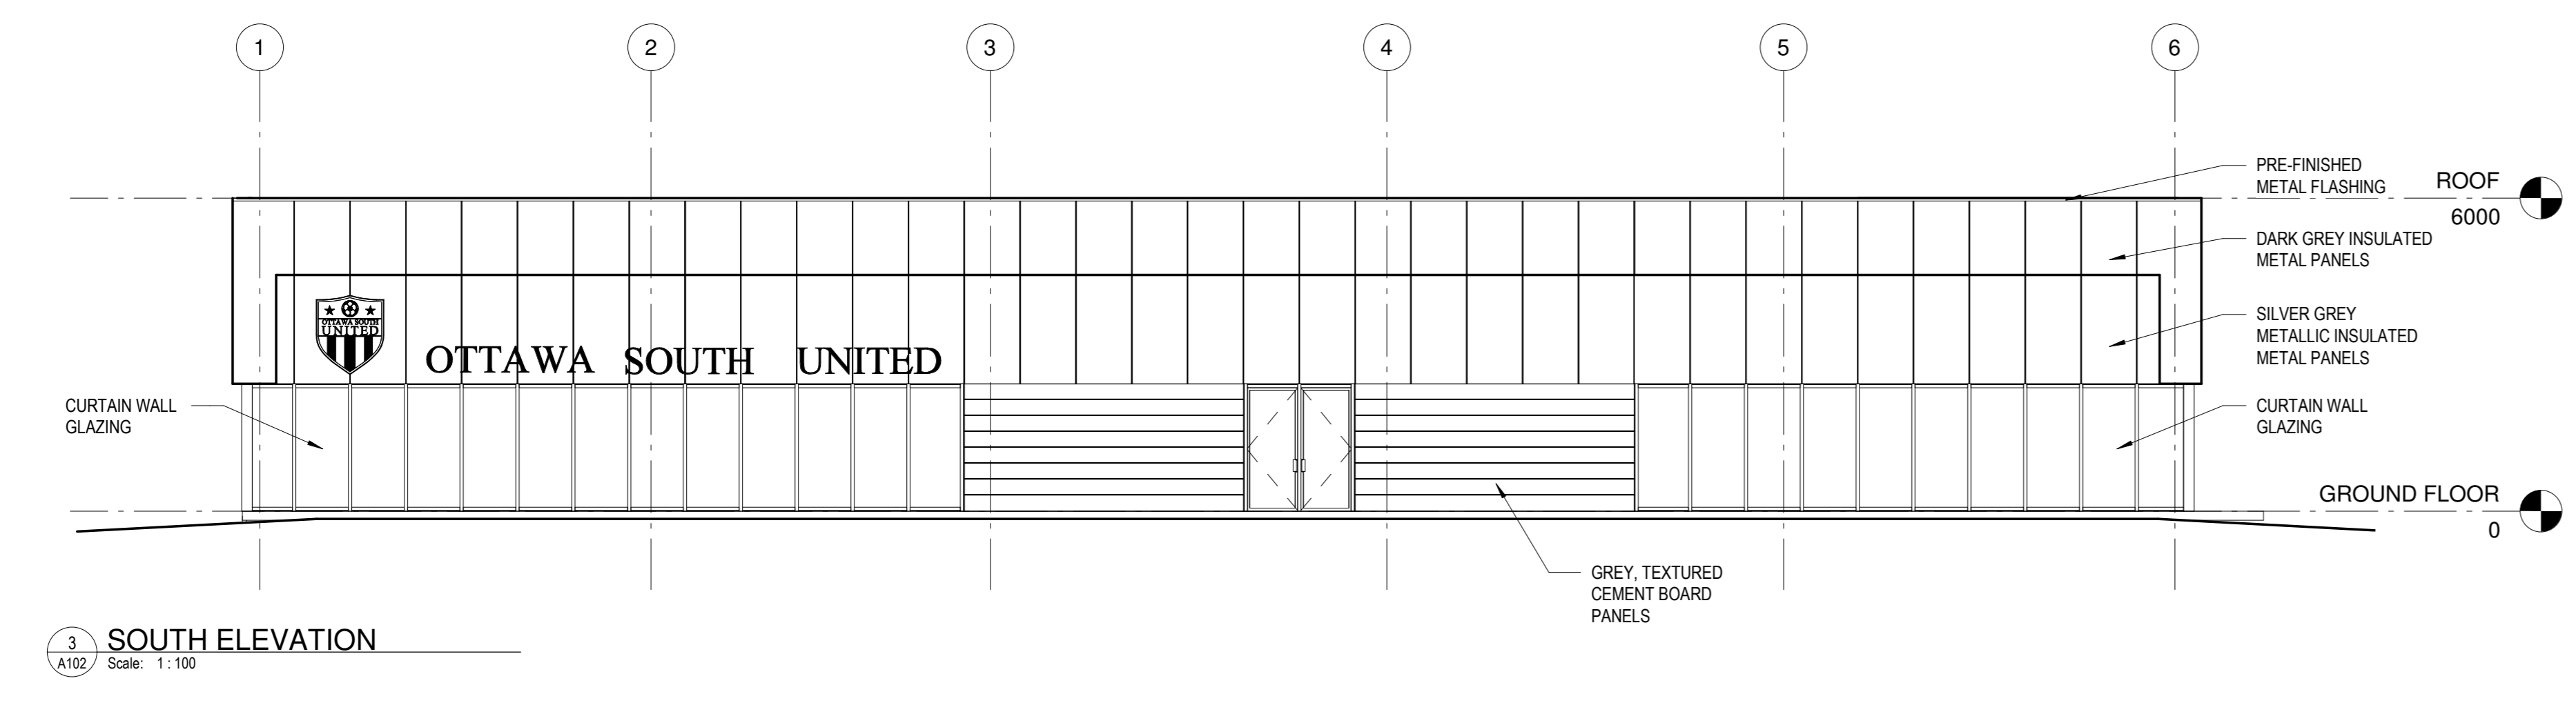 1 2 3 4 5 6
PRE-FINISHED
METAL FLASHING
ROOF
6000
DARK GREY INSULATED
METAL PANELS
SILVER GREY
METALLIC INSULATED
METAL PANELS
OTTAWA SOUTH
UNITED
OTTAWA SOUTH UNITED
CURTAIN WALL
GLAZING
CURTAIN WALL
GLAZING
GROUND FLOOR
0
GREY, TEXTURED
CEMENT BOARD
PANELS
3
A102
SOUTH ELEVATION
Scale: 1 : 100